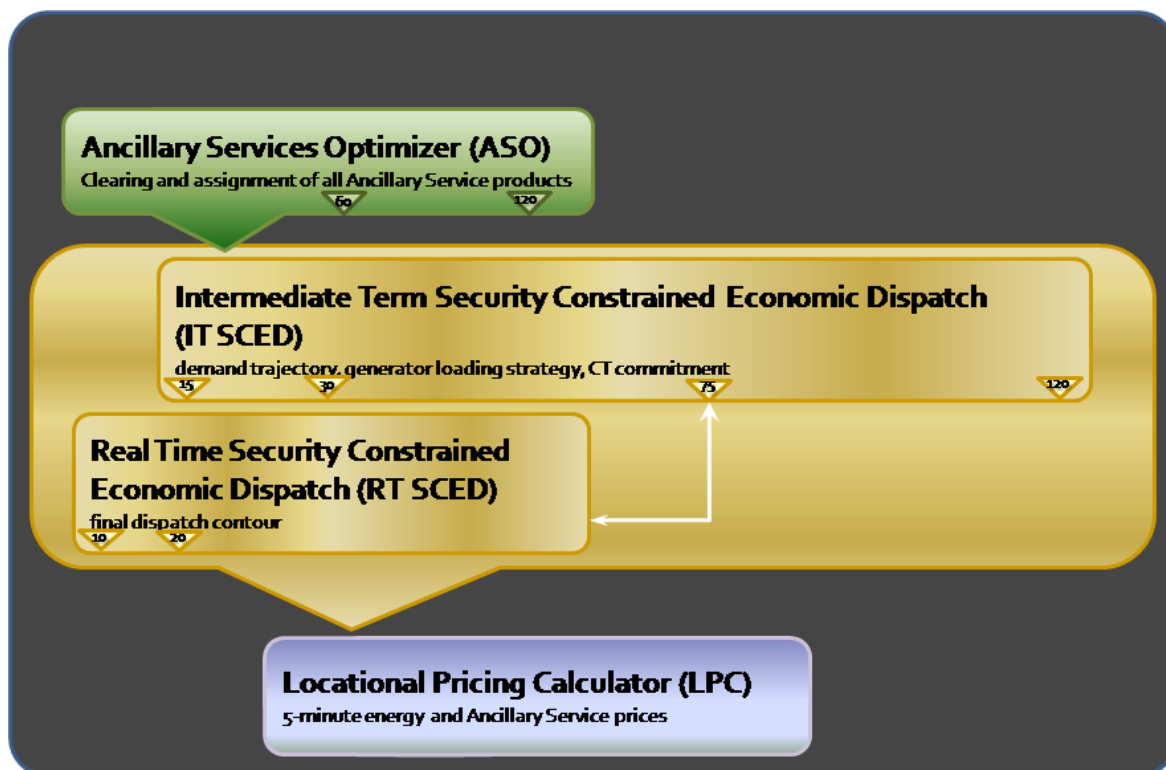 Ancillary Services Optimizer (ASO)
Clearing and assignment of all Ancillary Service products
60 120
Intermediate Term Security Constrained Economic Dispatch
(IT SCED)
demand trajectory, generator loading strategy, CT commitment
15 30 75 120
Real Time Security Constrained
Economic Dispatch (RT SCED)
final dispatch contour
10 20
Locational Pricing Calculator (LPC)
5-minute energy and Ancillary Service prices